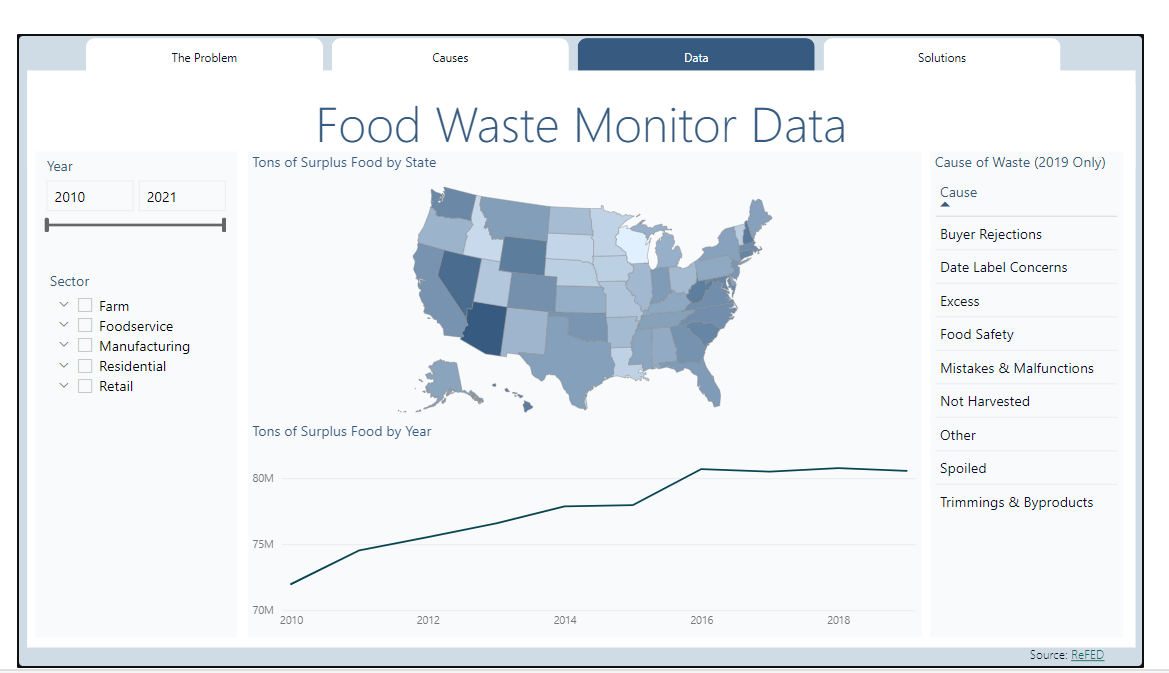 The Problem
Causes
Data
Solutions
Food Waste Monitor Data
Year
2010
2021
Sector
Farm
Foodservice
Manufacturing
Residential
Retail
Tons of Surplus Food by State
Tons of Surplus Food by Year
80M
75M
70M
2010
2012
2014
2016
2018
Cause of Waste (2019 Only)
Cause
Buyer Rejections
Date Label Concerns
Excess
Food Safety
Mistakes & Malfunctions
Not Harvested
Other
Spoiled
Trimmings & Byproducts
Source: ReFED